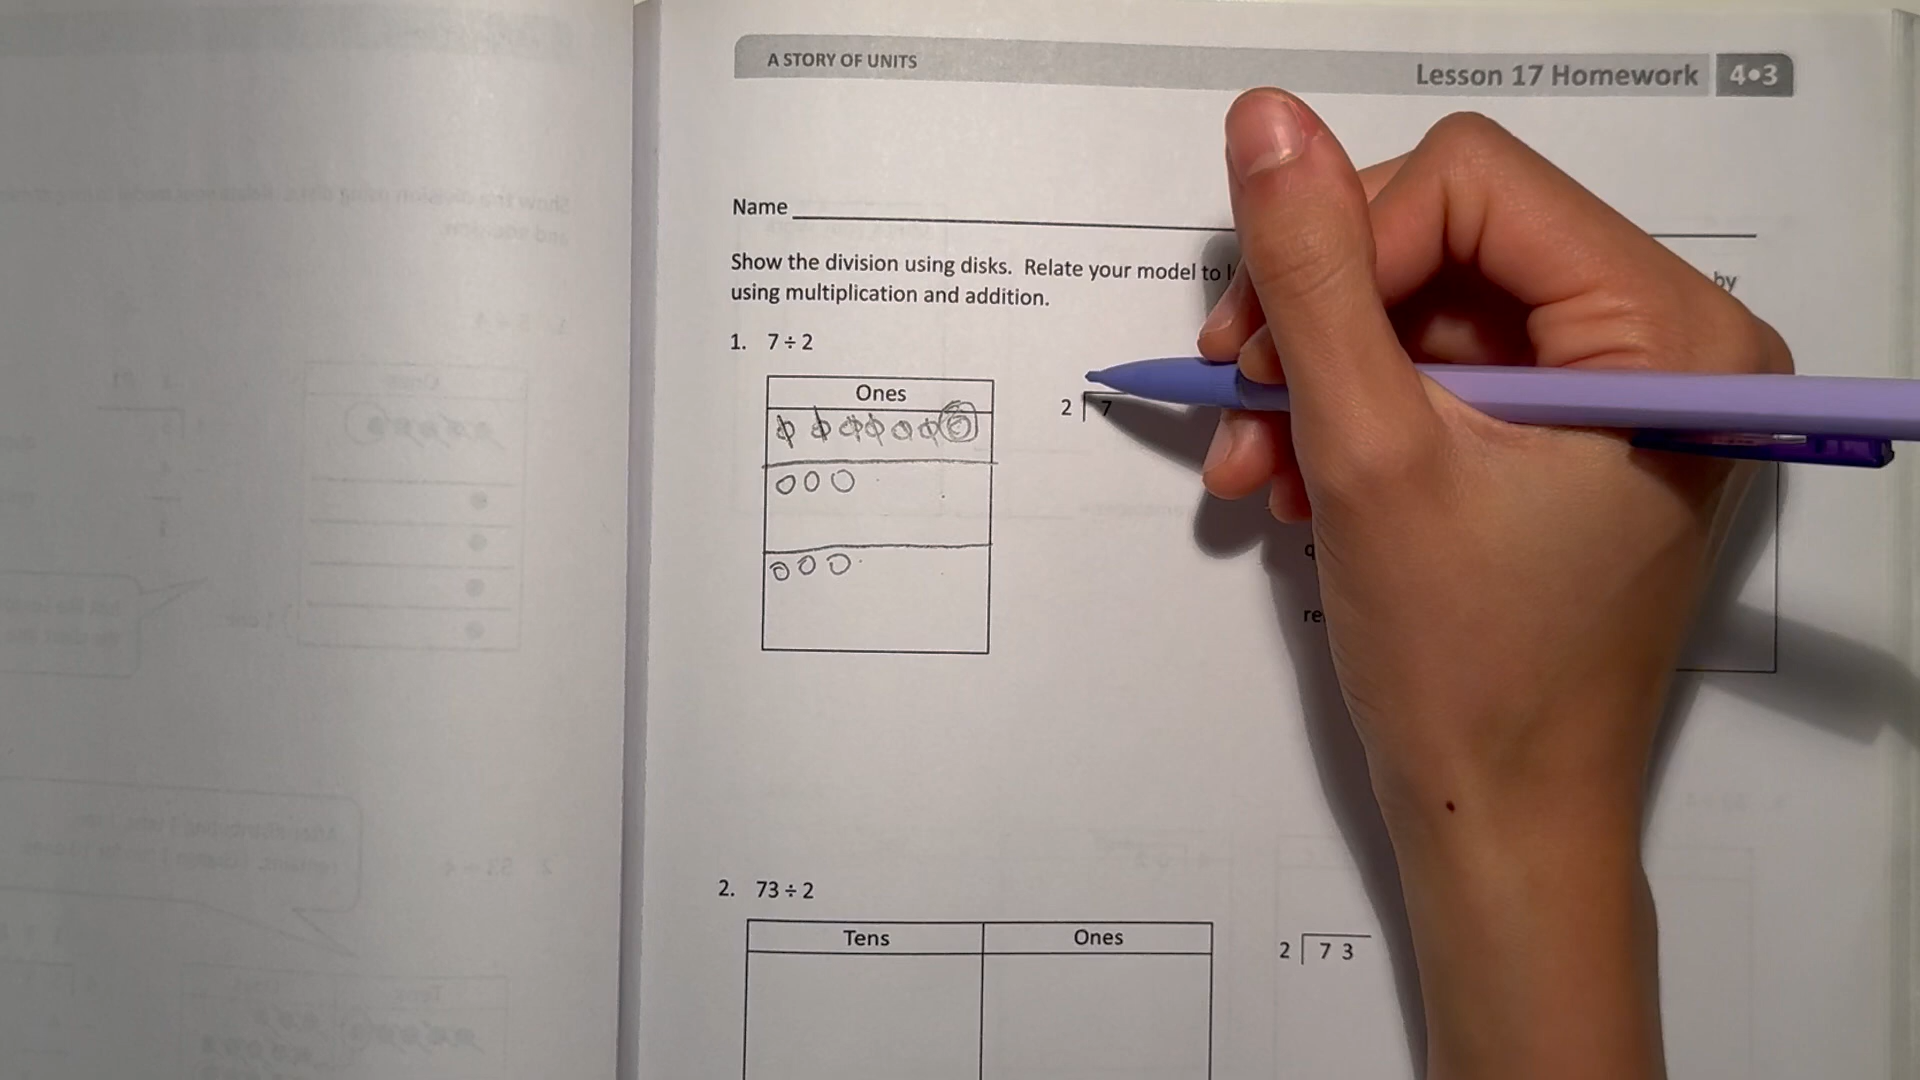 A STORY OF UNITS
Lesson 17 Homework 4•3
Name
Show the division using disks. Relate your model to by
using multiplication and addition.
1. 7 ÷ 2
Ones
2 7
2. 73 ÷ 2
Tens Ones
2 7 3